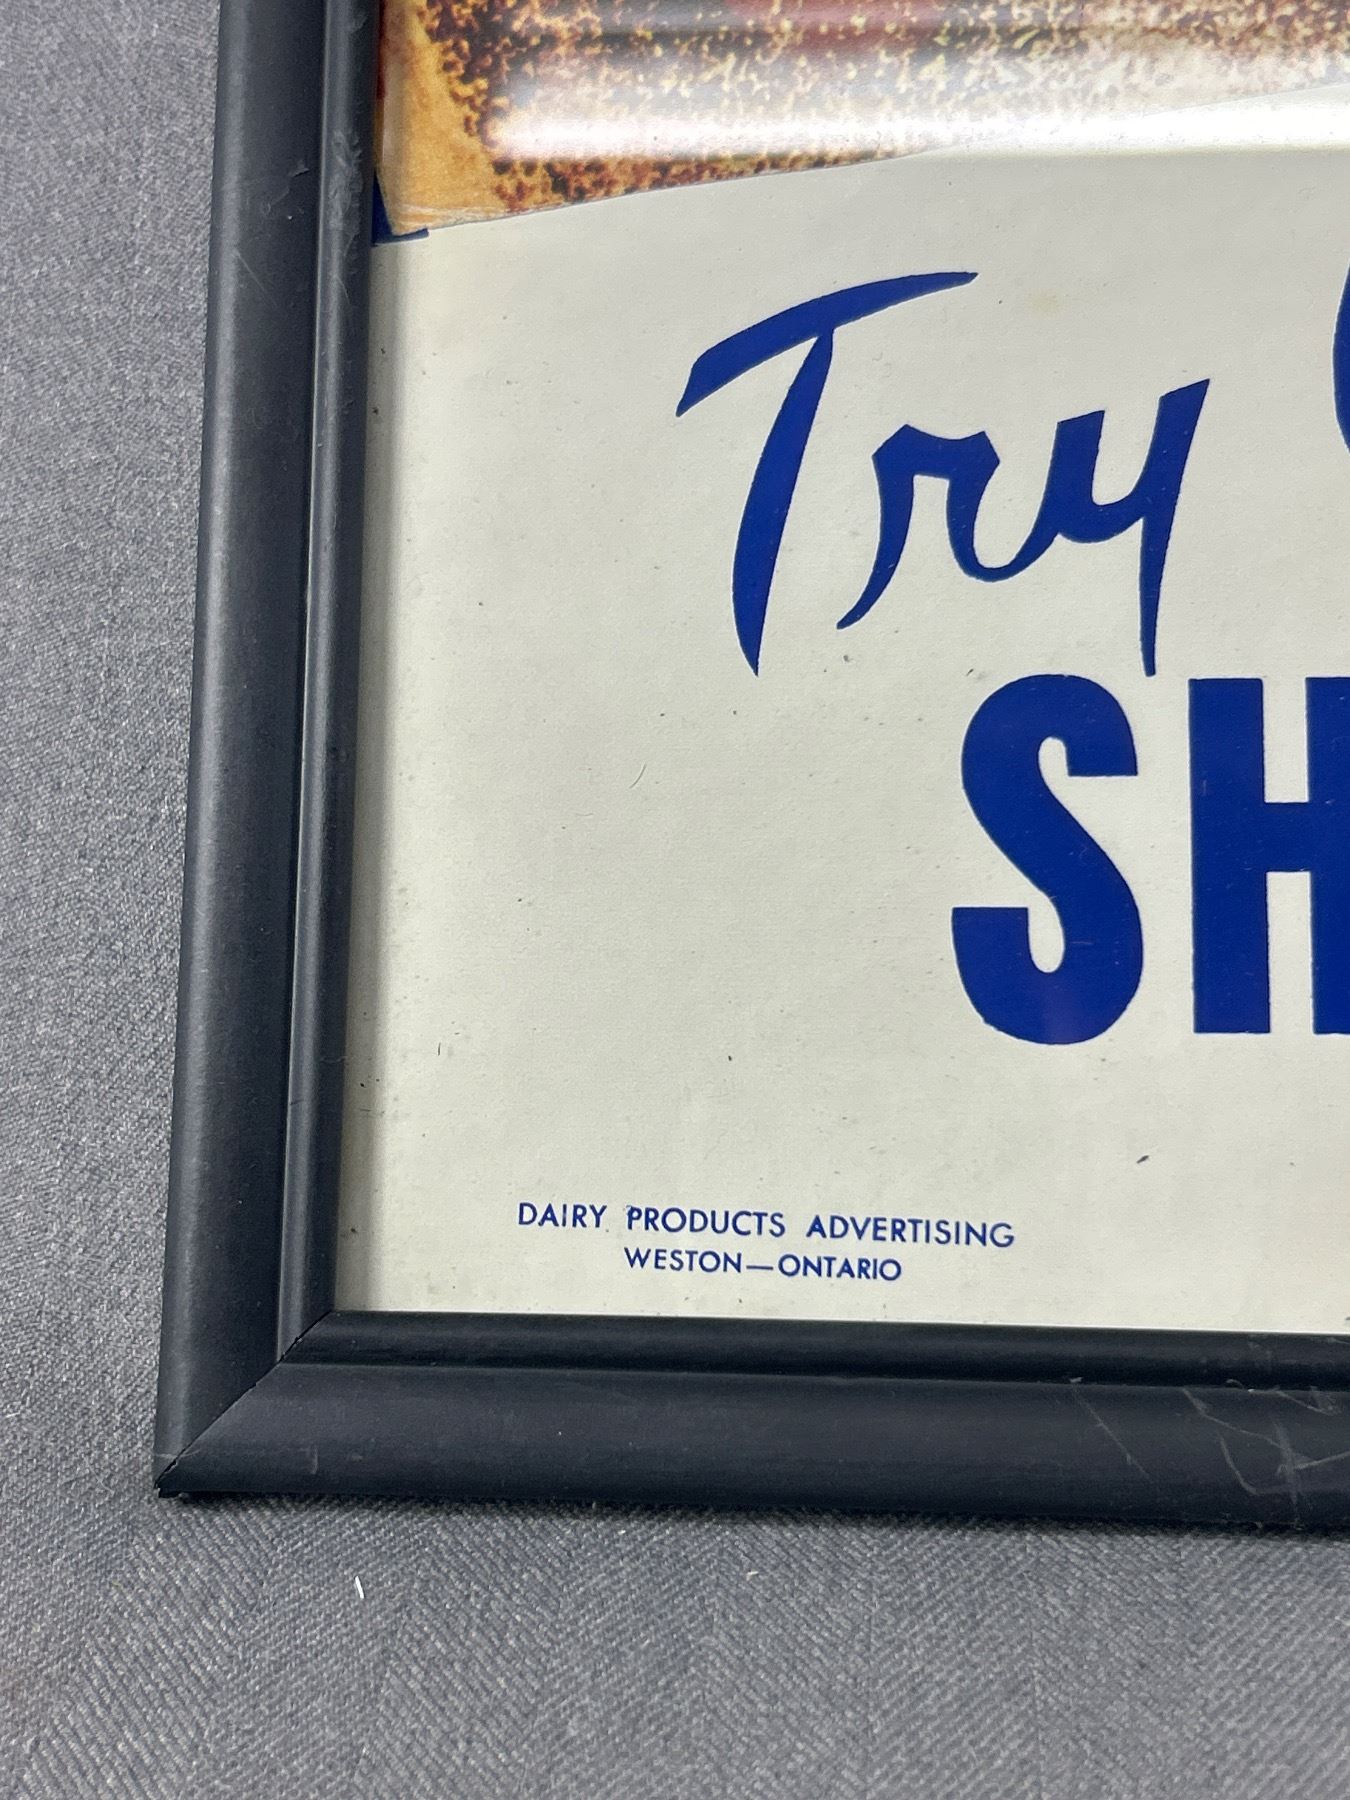 Try
SH
DAIRY PRODUCTS ADVERTISING
WESTON—ONTARIO